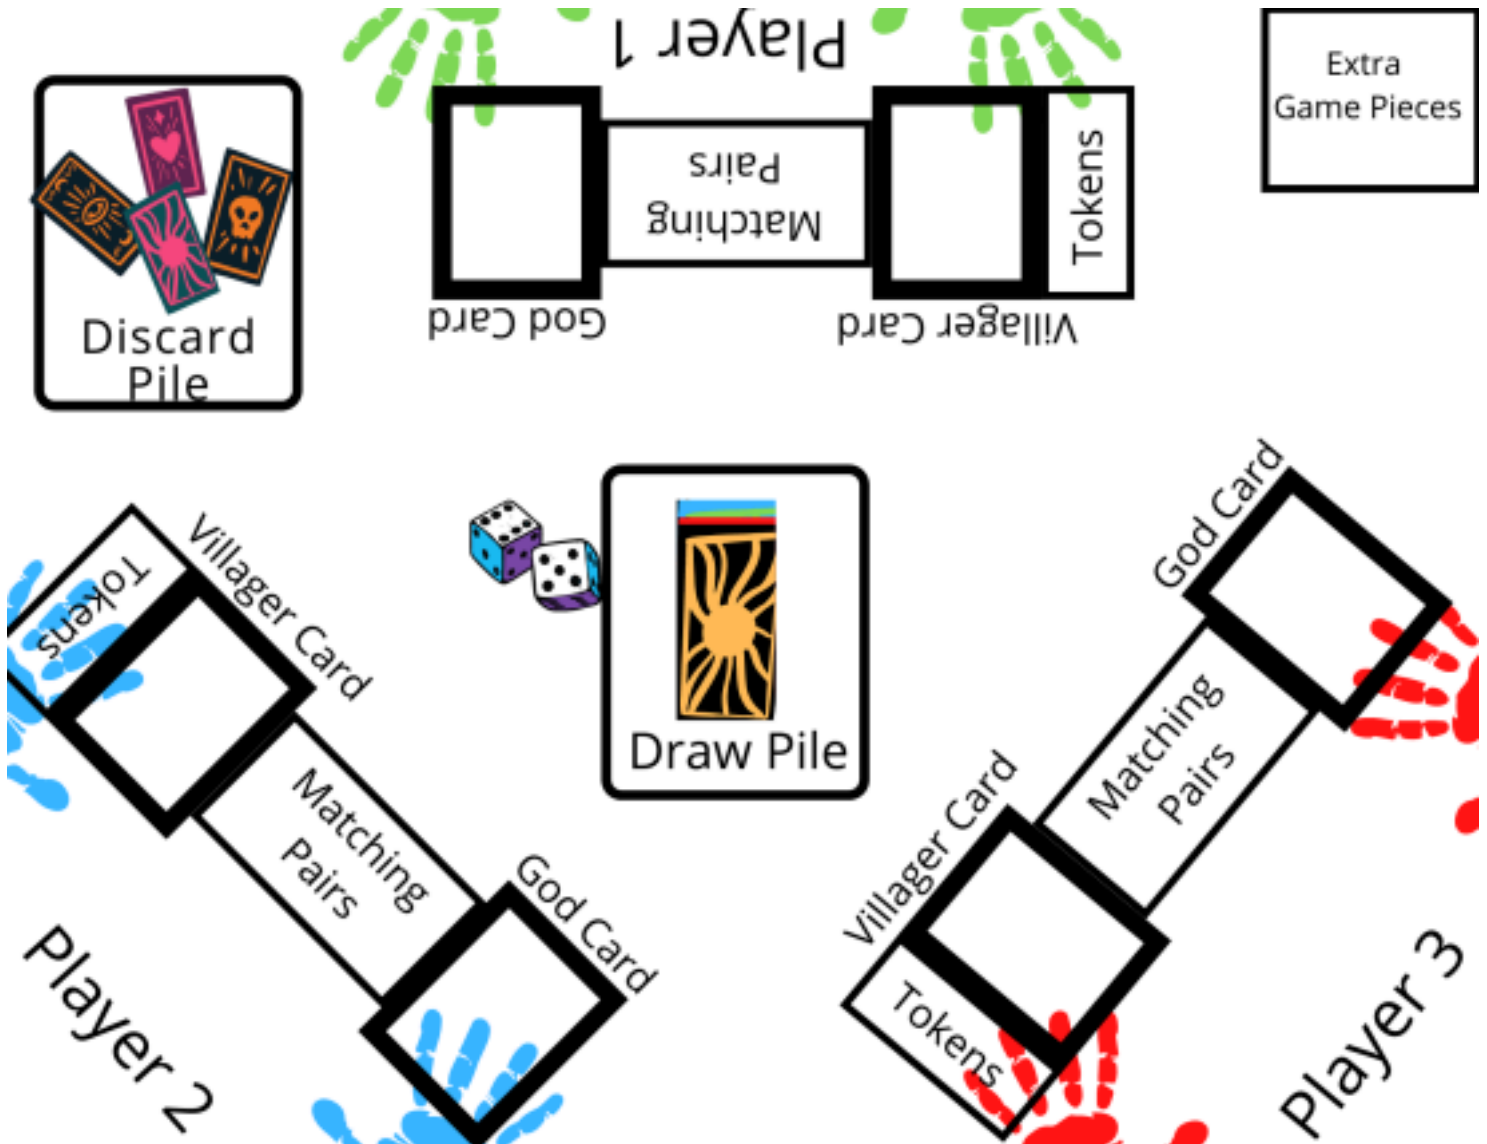 Player 1
Extra
Game Pieces
Matching
Pairs
Tokens
God Card
Villager Card
Discard
Pile
Draw Pile
Tokens
Villager Card
Matching
Pairs
God Card
Player 2
God Card
Matching
Pairs
Villager Card
Tokens
Player 3